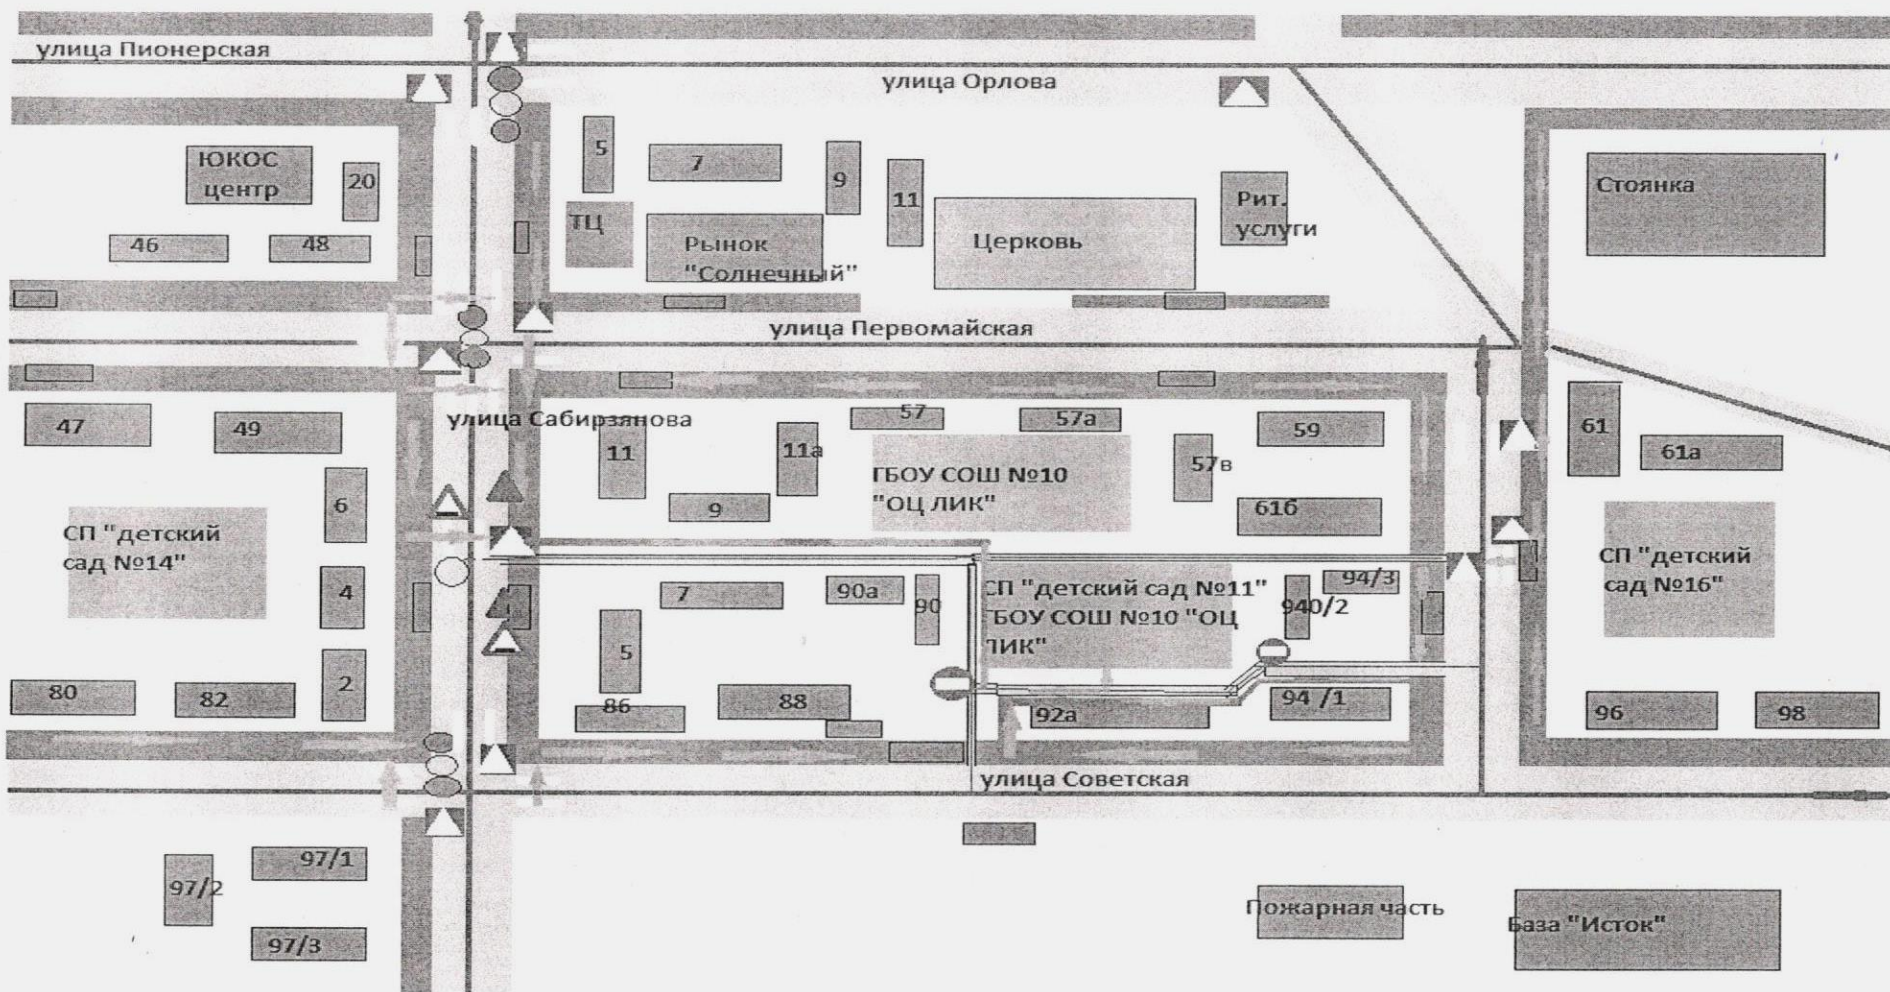 улица Пионерская
улица Орлова
ЮКОС
центр
20
46
48
5
7
9
11
ТЦ
Рынок
"Солнечный"
Церковь
Рит.
услуги
Стоянка
улица Первомайская
47
49
улица Сабирзянова
11
11а
57
57а
59
61
61а
6
9
ГБОУ СОШ №10
"ОЦ ЛИК"
57в
61б
СП "детский
сад №14"
4
7
90а
90
СП "детский сад №11"
ГБОУ СОШ №10 "ОЦ
ЛИК"
94/3
940/2
СП "детский
сад №16"
5
2
80
82
86
88
92а
94 /1
96
98
улица Советская
97/1
97/2
97/3
Пожарная часть
База "Исток"